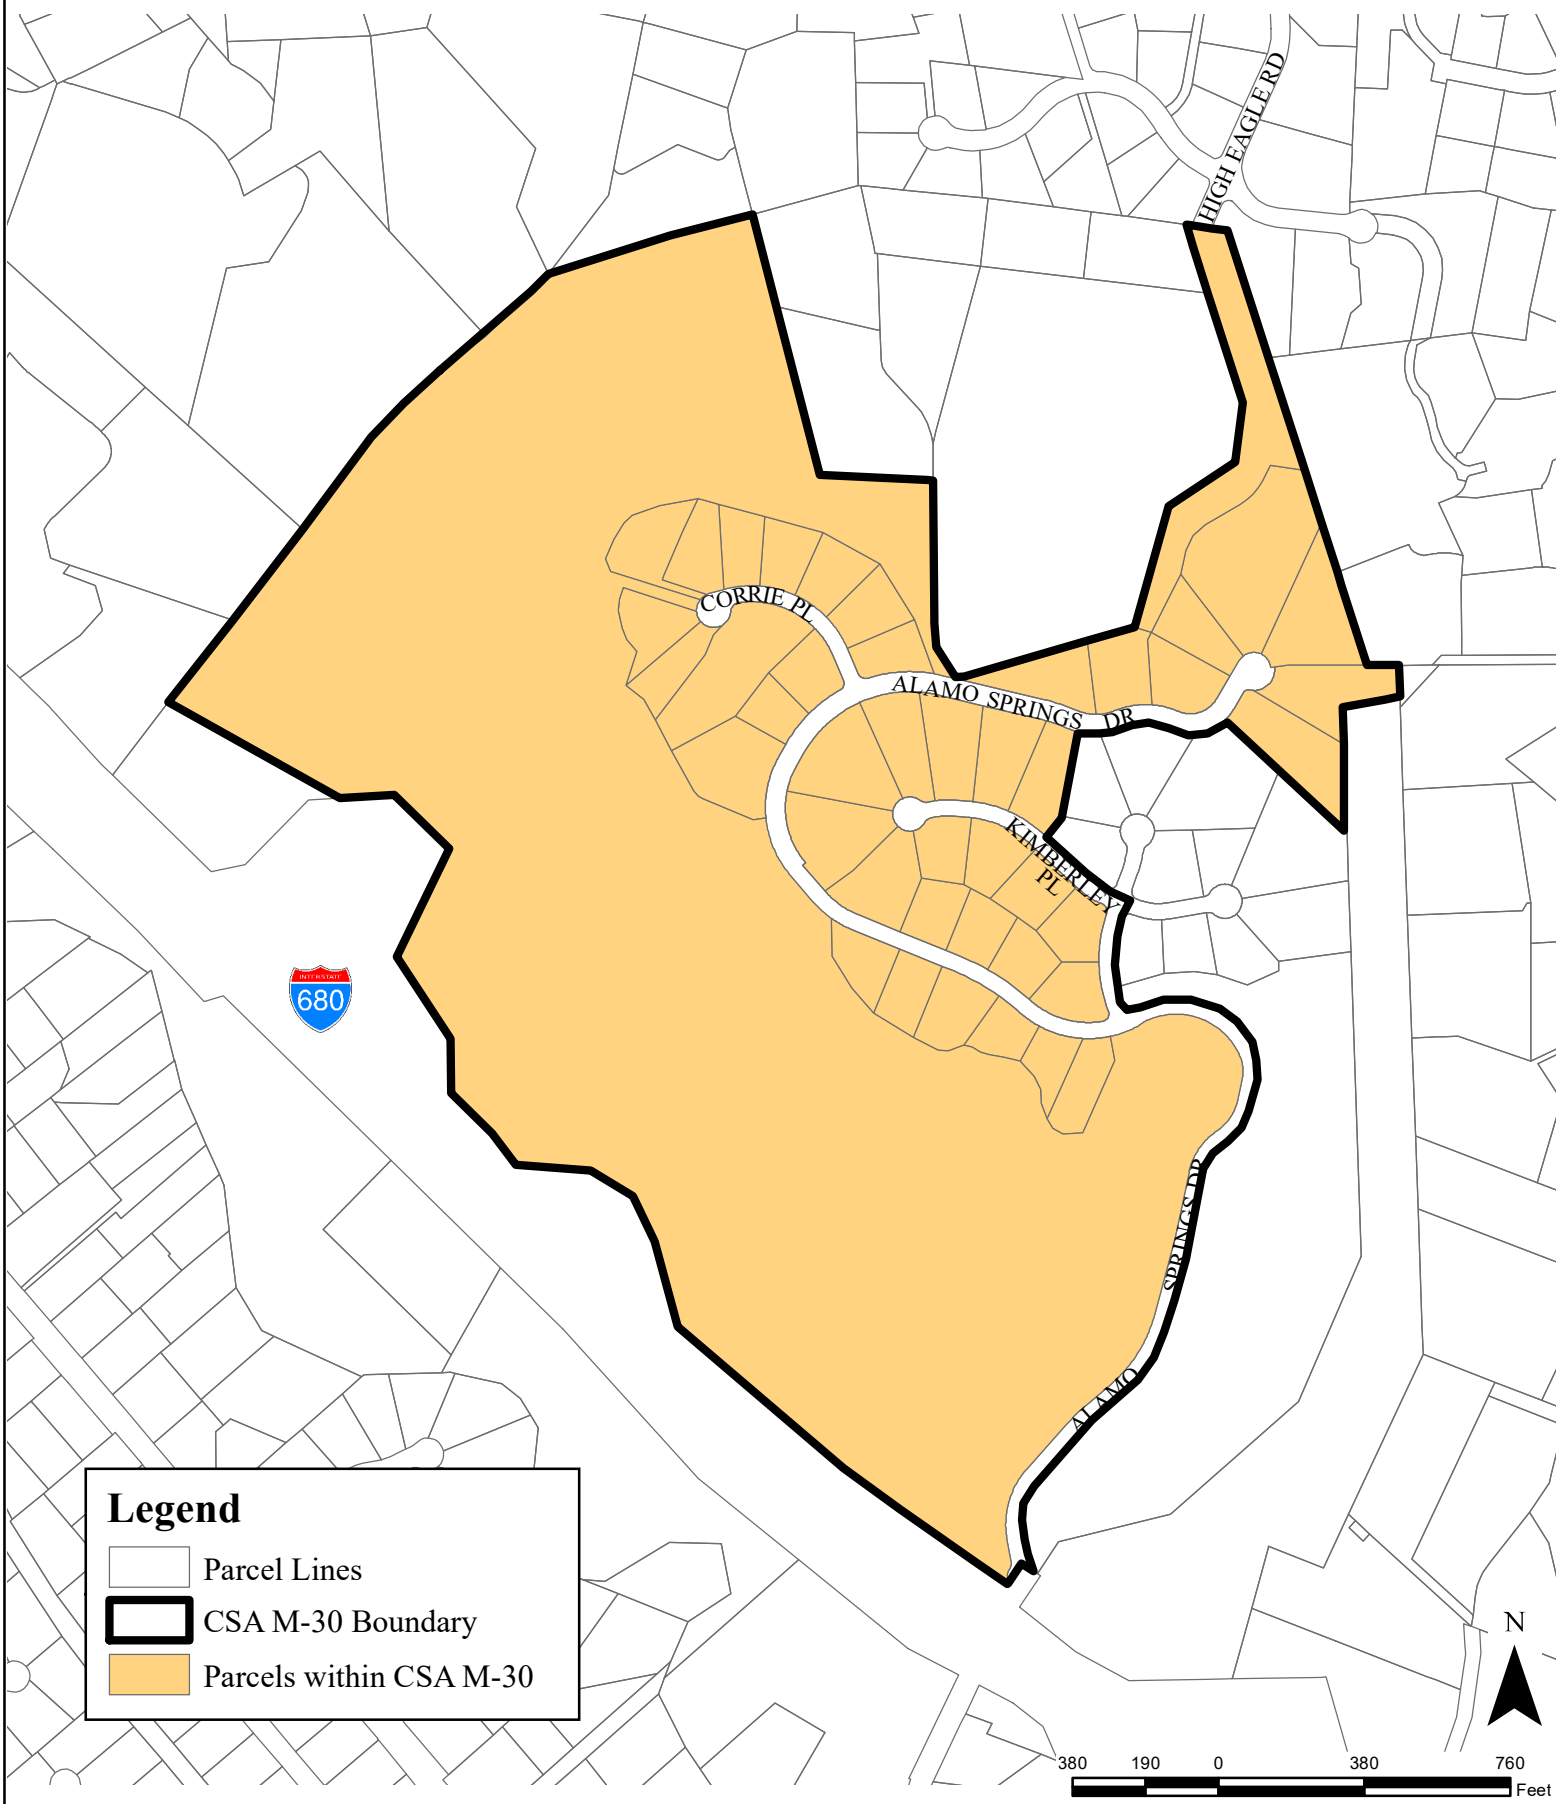 HIGH EAGLE RD
CORRIE PL
ALAMO SPRINGS DR
KIMBERLEY
PL
INTERSTATE
680
SPRINGS DR
ALAMO
Legend
Parcel Lines
CSA M-30 Boundary
Parcels within CSA M-30
N
380 190 0 380 760
Feet